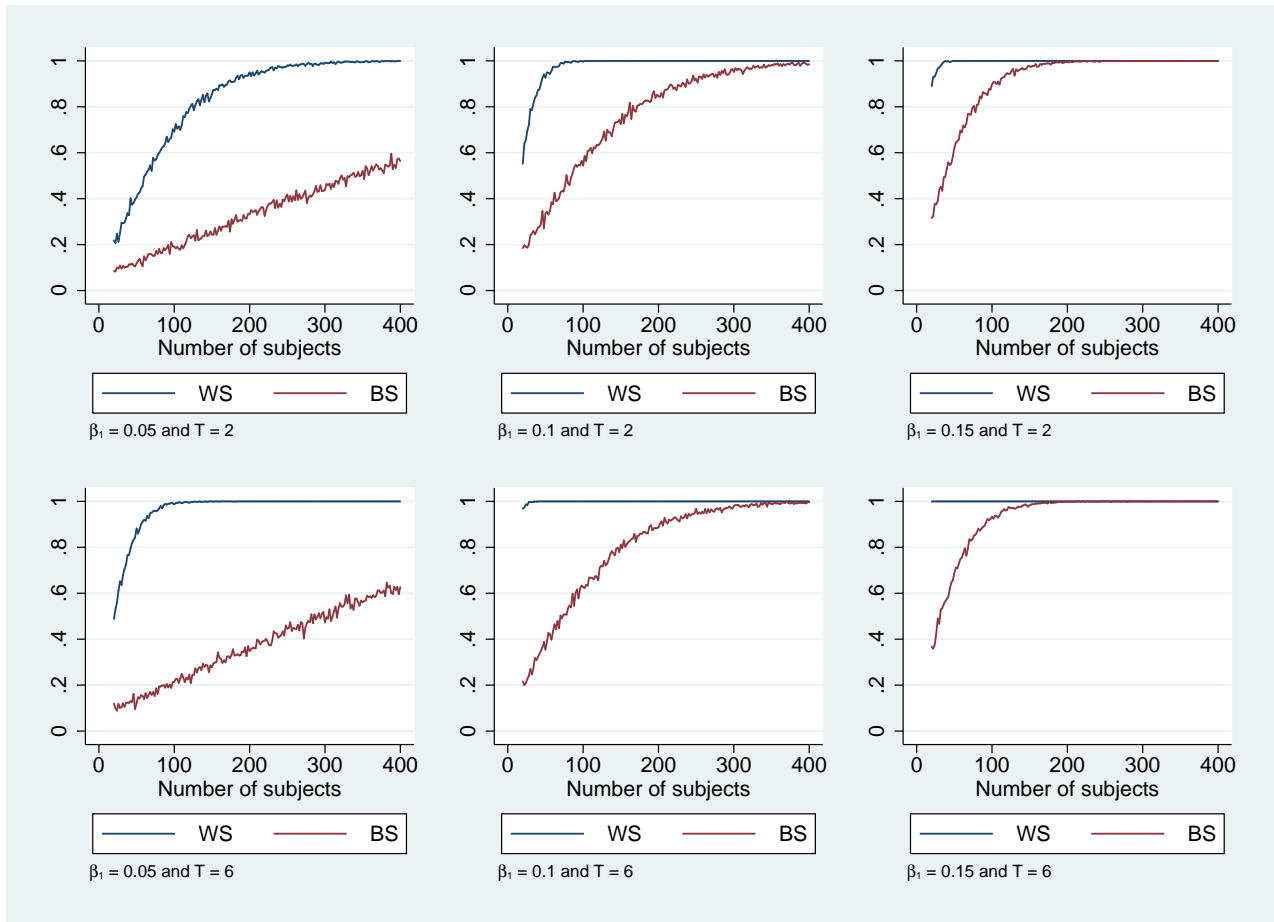 0 .2 .4 .6 .8 1
0 100 200 300 400
Number of subjects
WS BS
β₁ = 0.05 and T = 2
0 .2 .4 .6 .8 1
0 100 200 300 400
Number of subjects
WS BS
β₁ = 0.1 and T = 2
0 .2 .4 .6 .8 1
0 100 200 300 400
Number of subjects
WS BS
β₁ = 0.15 and T = 2
0 .2 .4 .6 .8 1
0 100 200 300 400
Number of subjects
WS BS
β₁ = 0.05 and T = 6
0 .2 .4 .6 .8 1
0 100 200 300 400
Number of subjects
WS BS
β₁ = 0.1 and T = 6
0 .2 .4 .6 .8 1
0 100 200 300 400
Number of subjects
WS BS
β₁ = 0.15 and T = 6